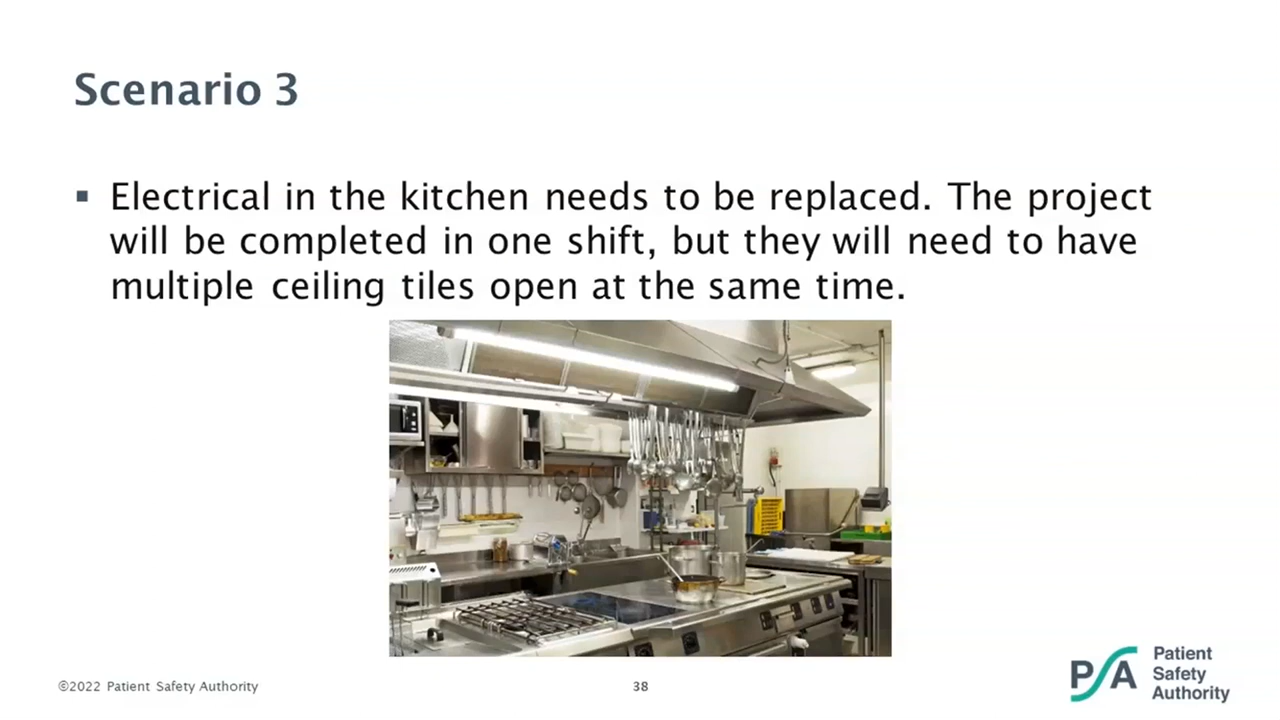 Scenario 3
▪ Electrical in the kitchen needs to be replaced. The project
will be completed in one shift, but they will need to have
multiple ceiling tiles open at the same time.
©2022 Patient Safety Authority
38
PSA
Patient
Safety
Authority